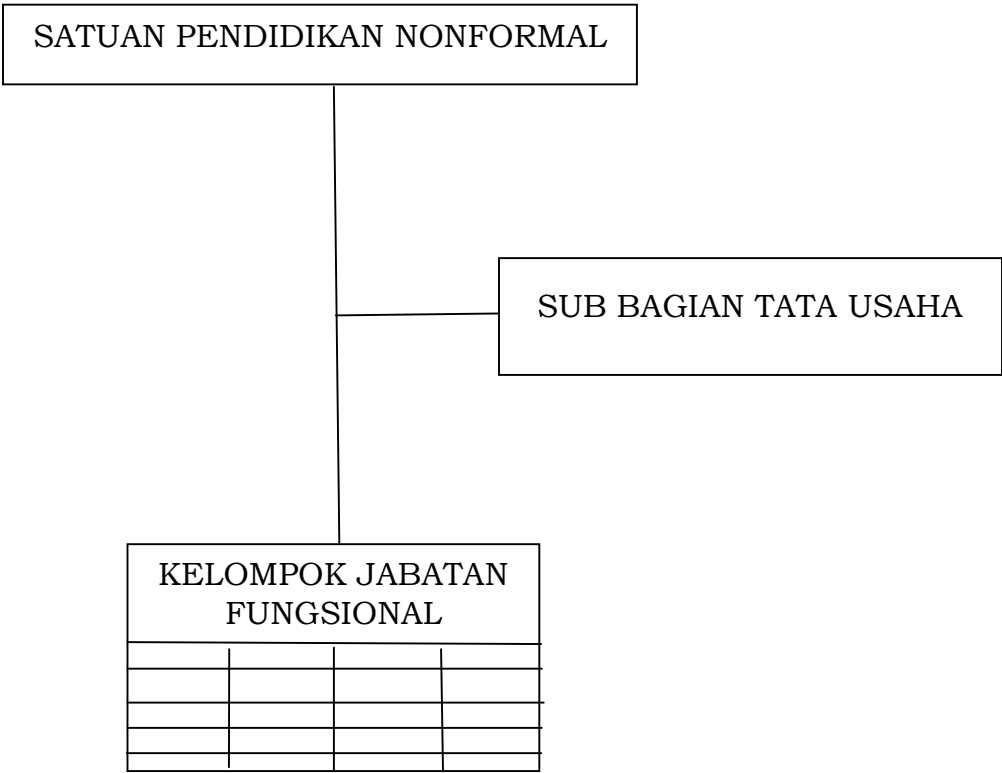 SATUAN PENDIDIKAN NONFORMAL
SUB BAGIAN TATA USAHA
KELOMPOK JABATAN
FUNGSIONAL